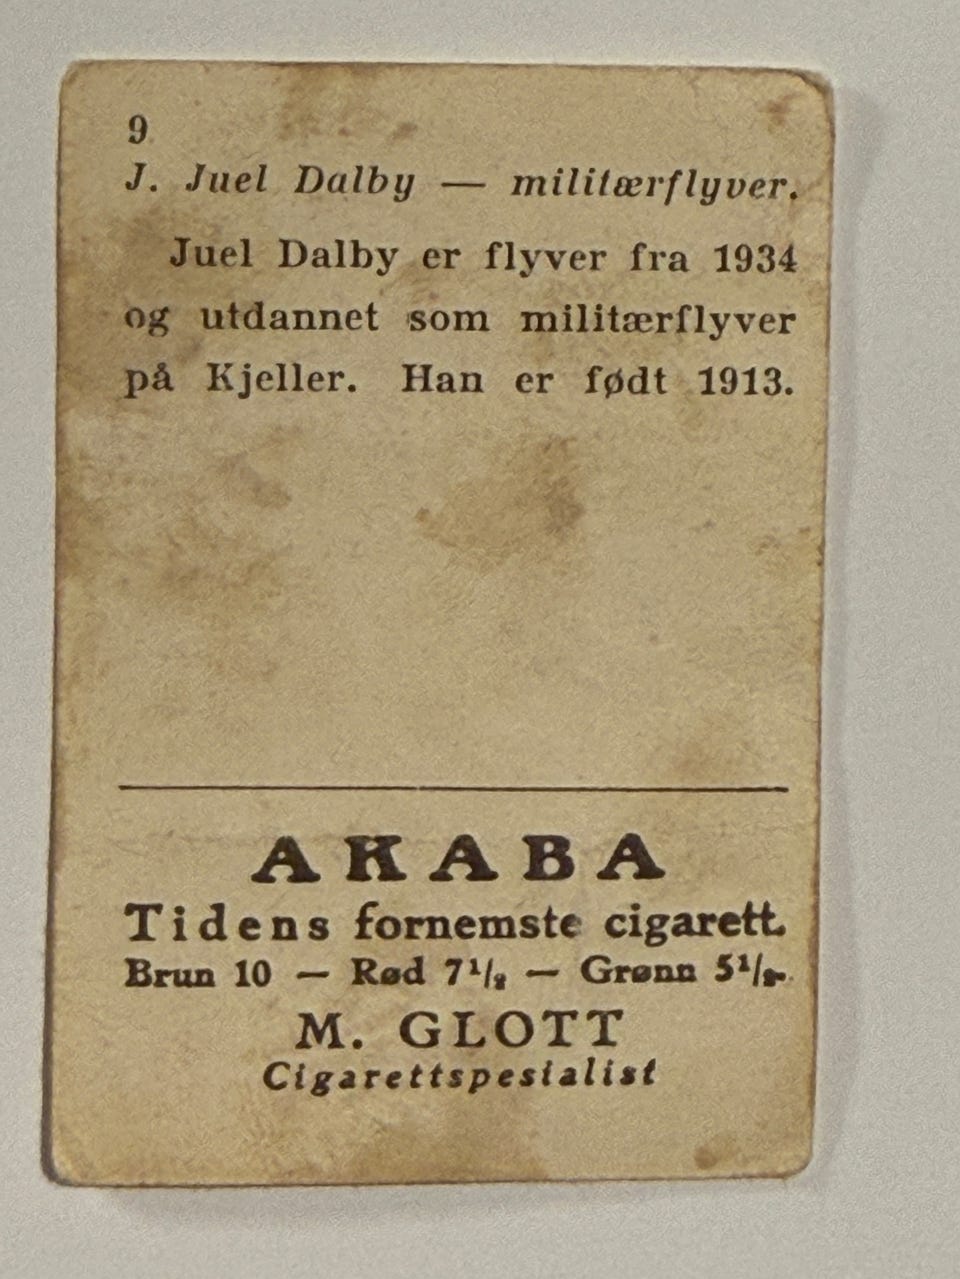 9
J. Juel Dalby — militærflyver.
Juel Dalby er flyver fra 1934
og utdannet som militærflyver
på Kjeller. Han er født 1913.
AKABA
Tidens fornemste cigarett.
Brun 10 — Rød 7¹/₂ — Grønn 5¹/₂.
M. GLOTT
Cigarettspesialist